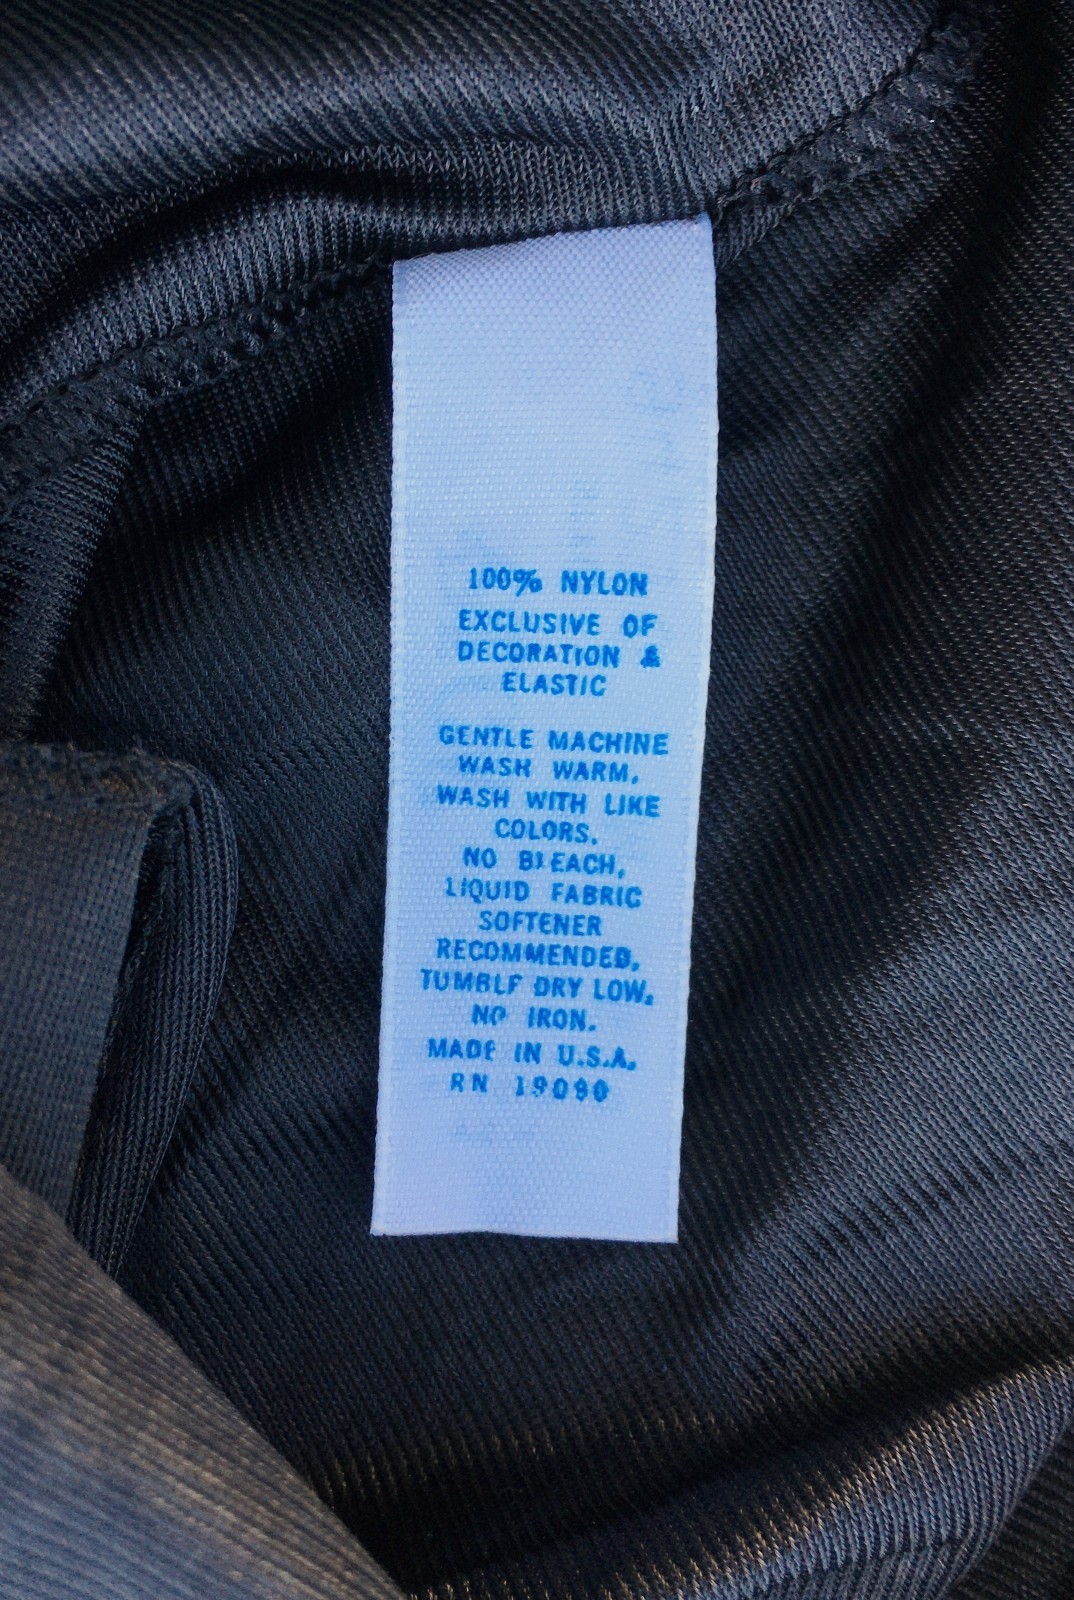 100% NYLON
EXCLUSIVE OF
DECORATION &
ELASTIC
GENTLE MACHINE
WASH WARM.
WASH WITH LIKE
COLORS.
NO BLEACH,
LIQUID FABRIC
SOFTENER
RECOMMENDED.
TUMBLE DRY LOW.
NO IRON.
MADE IN U.S.A.
RN 19090